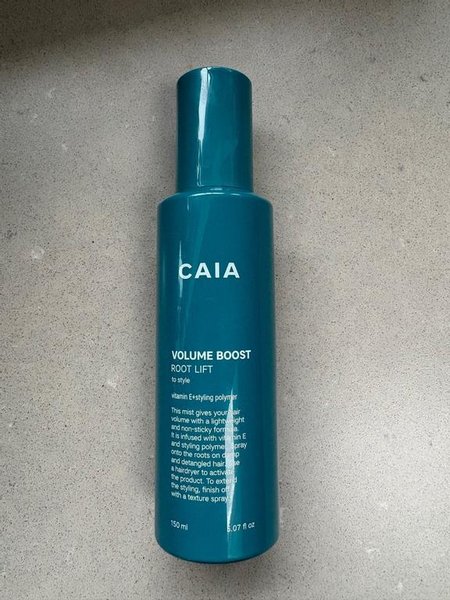 CAIA
VOLUME BOOST
ROOT LIFT
to style
vitamin E+styling polymer
This mist gives your hair
volume with a lightweight
and non-sticky formula.
It is infused with vitamin E
and styling polymer. Spray
onto the roots on damp
and detangled hair. Use
a hairdryer to activate
the product. To extend
the styling, finish off
with a texture spray.
150 ml 5.07 fl oz